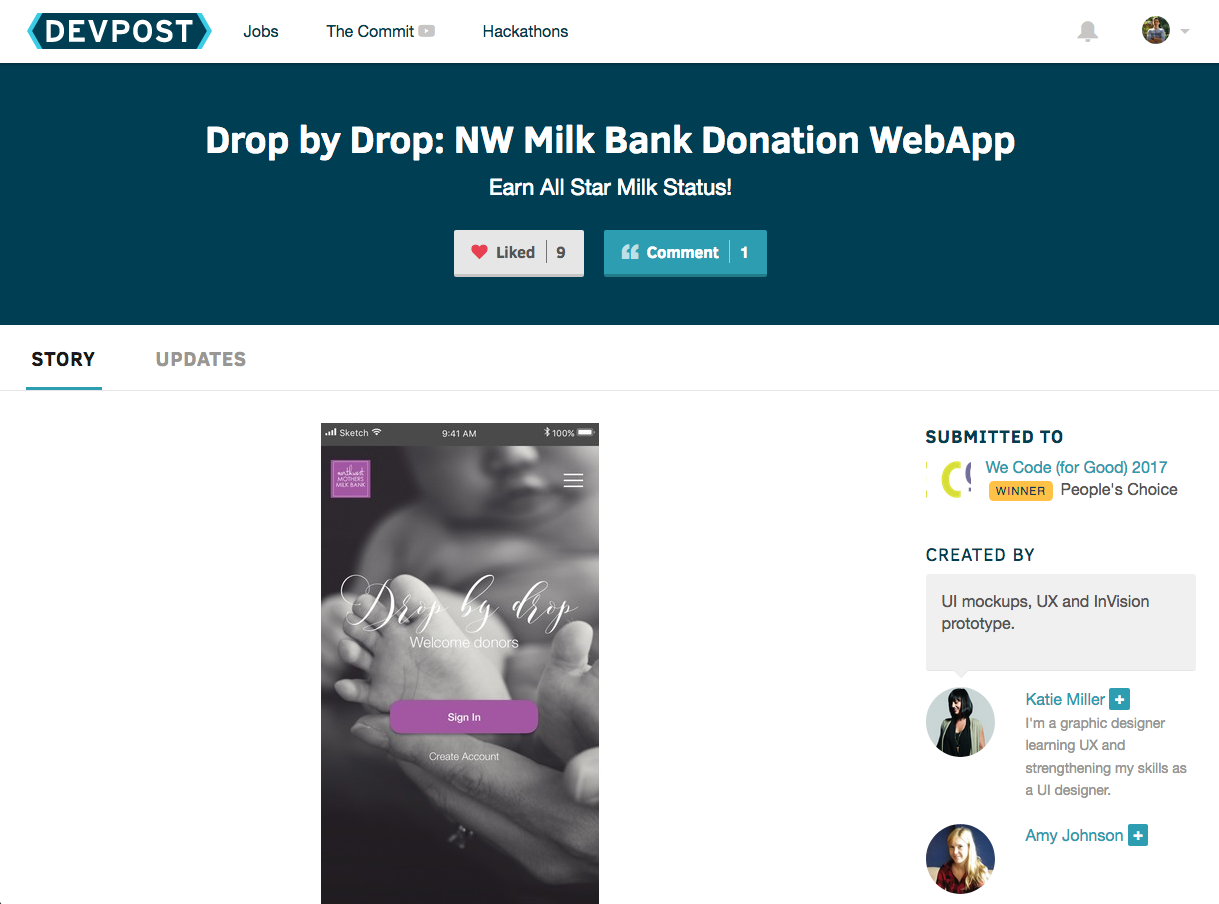 DEVPOST
Jobs
The Commit
Hackathons
Drop by Drop: NW Milk Bank Donation WebApp
Earn All Star Milk Status!
Liked 9
Comment 1
STORY
UPDATES
Sketch
9:41 AM
100%
northwest
MOTHERS
MILK BANK
Drop by drop
Welcome donors
Sign In
Create Account
SUBMITTED TO
We Code (for Good) 2017
WINNER People's Choice
CREATED BY
UI mockups, UX and InVision
prototype.
Katie Miller
I'm a graphic designer
learning UX and
strengthening my skills as
a UI designer.
Amy Johnson